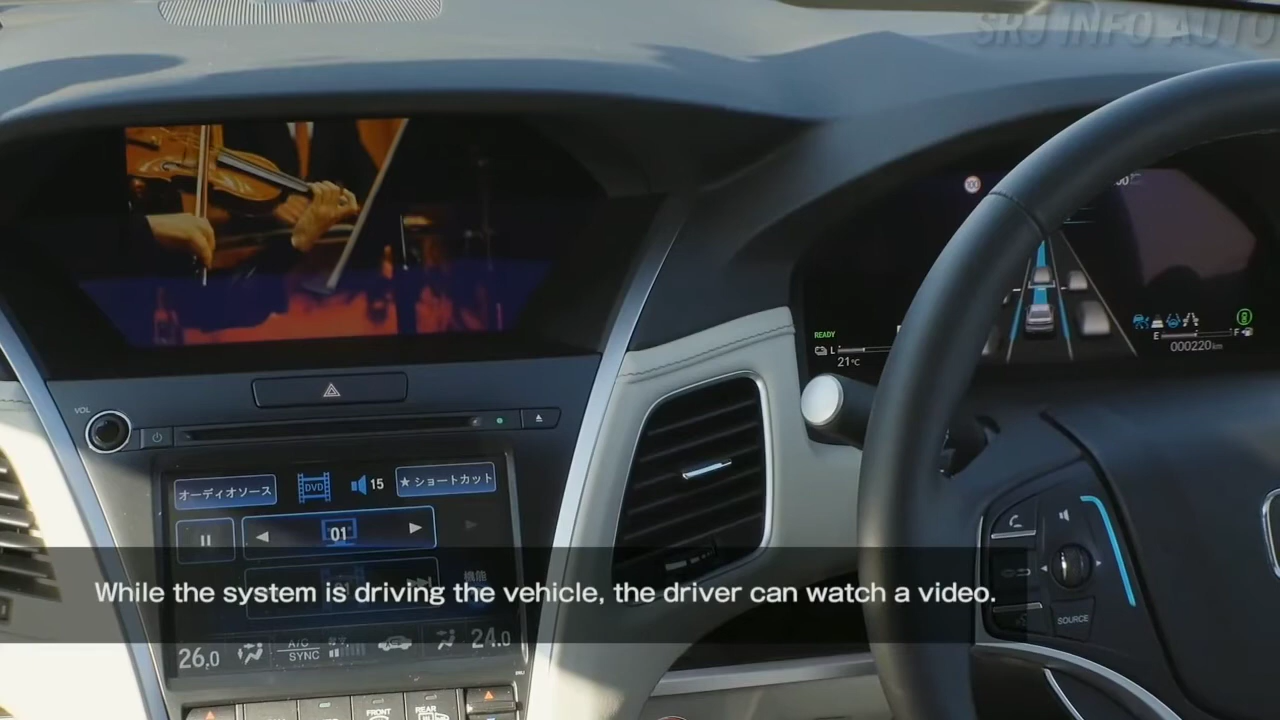 SRJ INFO AUTO
100
READY
L
21°C
E
F
000220km
VOL
オーディオソース
DVD
15
★ショートカット
01
機能
While the system is driving the vehicle, the driver can watch a video.
SOURCE
26.0
A/C
SYNC
24.0
FRONT
REAR